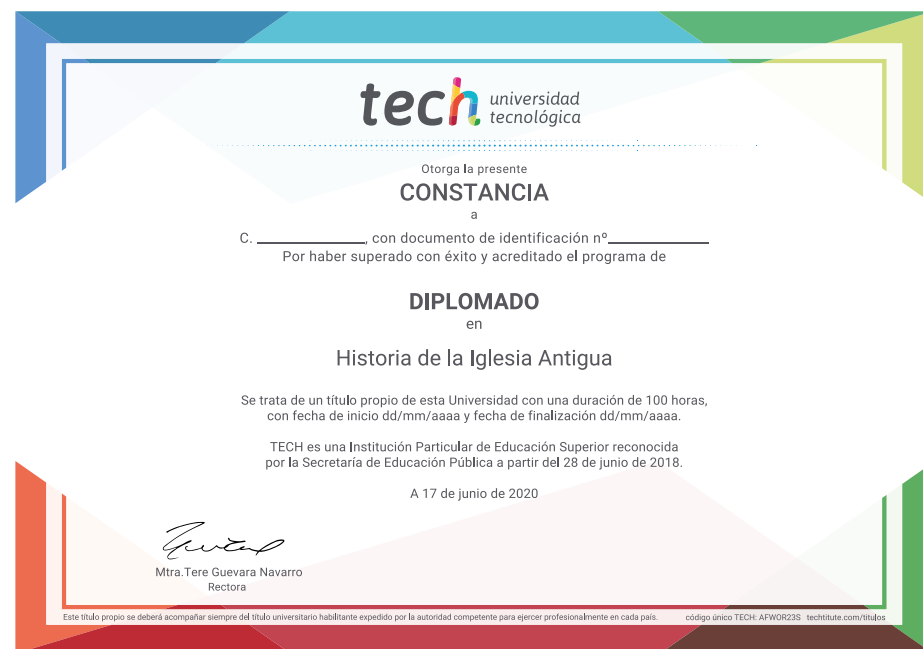 tech universidad
tecnológica
Otorga la presente
CONSTANCIA
a
C. ____________, con documento de identificación nº___________
Por haber superado con éxito y acreditado el programa de
DIPLOMADO
en
Historia de la Iglesia Antigua
Se trata de un título propio de esta Universidad con una duración de 100 horas,
con fecha de inicio dd/mm/aaaa y fecha de finalización dd/mm/aaaa.
TECH es una Institución Particular de Educación Superior reconocida
por la Secretaría de Educación Pública a partir del 28 de junio de 2018.
A 17 de junio de 2020
Mtra.Tere Guevara Navarro
Rectora
Este título propio se deberá acompañar siempre del título universitario habilitante expedido por la autoridad competente para ejercer profesionalmente en cada país. código único TECH: AFWOR23S techtitute.com/titulos